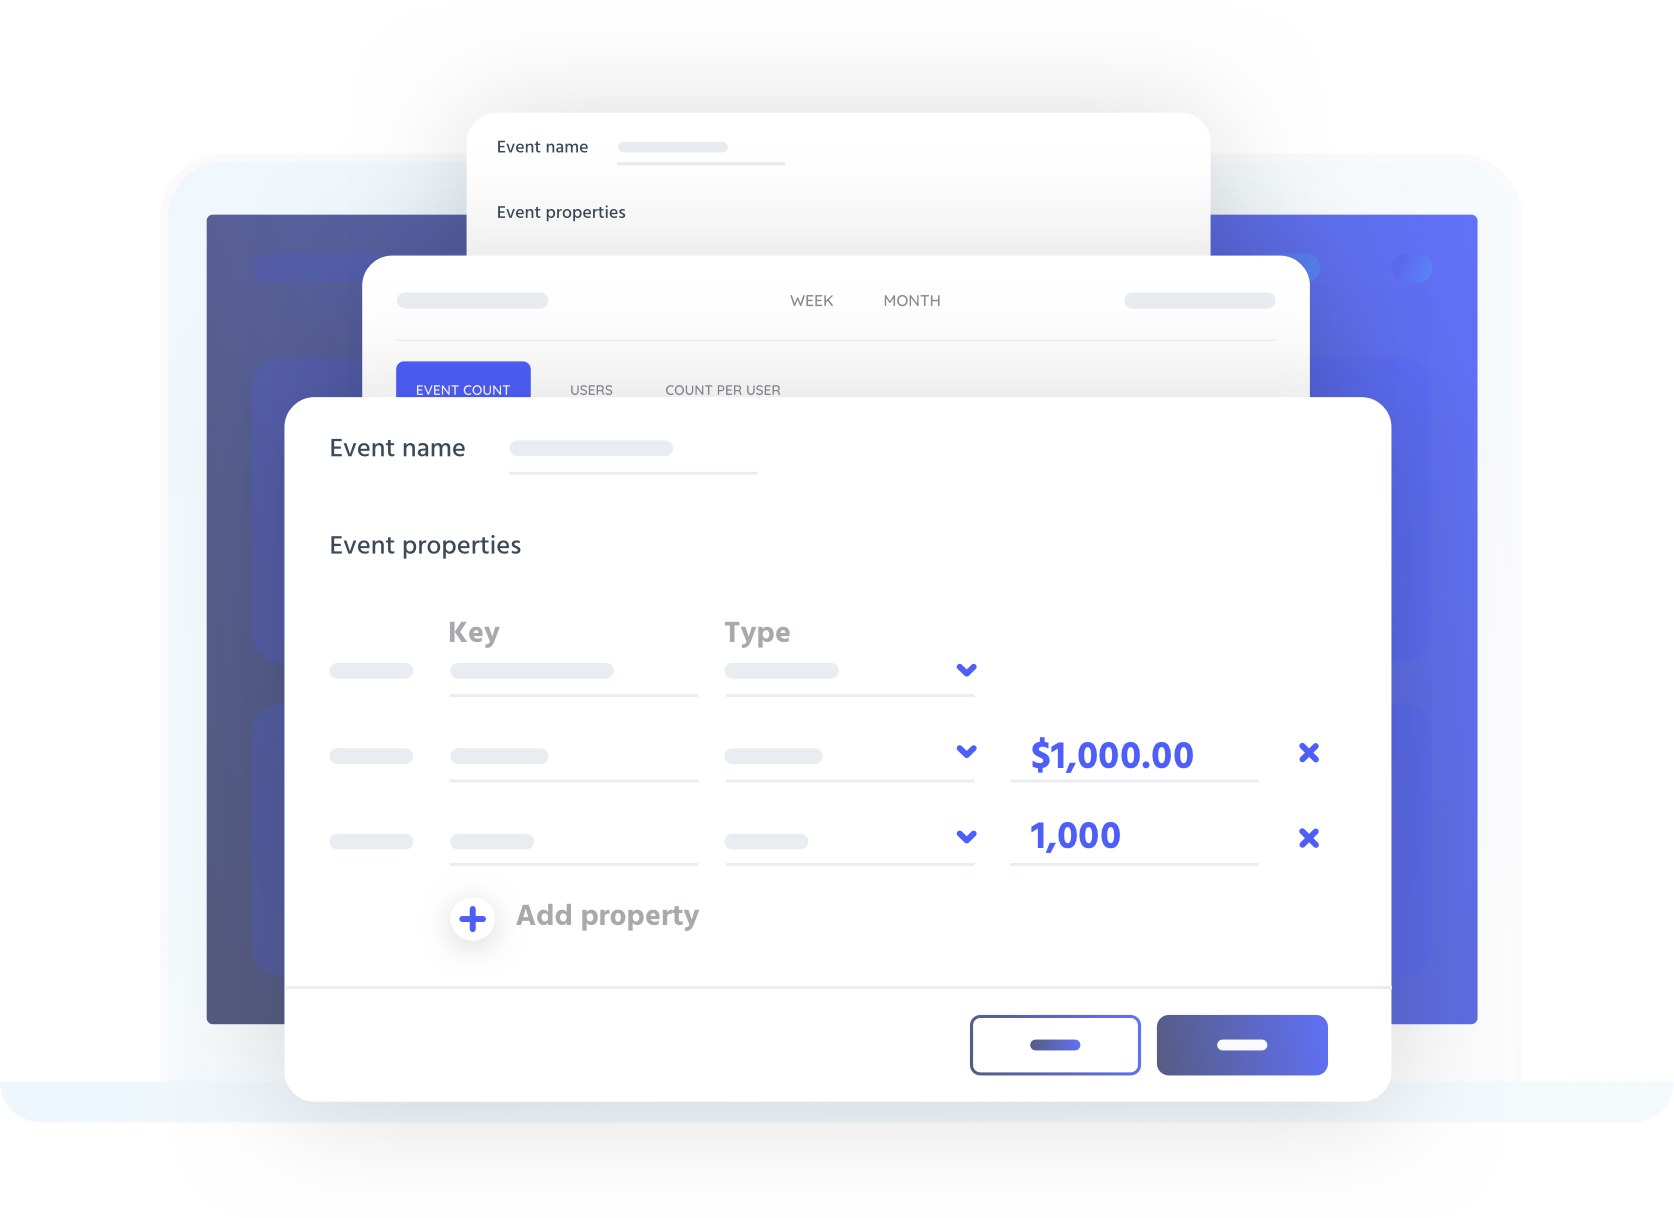 Event name
Event properties
WEEK MONTH
EVENT COUNT USERS COUNT PER USER
Event name
Event properties
Key Type
$1,000.00
1,000
Add property